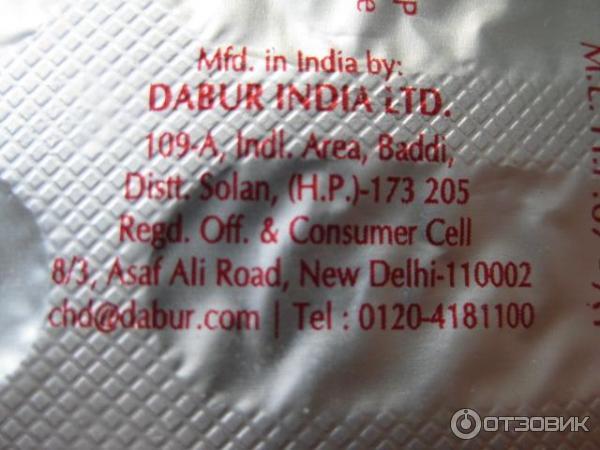 Mfd. in India by:
DABUR INDIA LTD.
109-A, Indl. Area, Baddi,
Distt. Solan, (H.P.)-173 205
Regd. Off. & Consumer Cell
8/3, Asaf Ali Road, New Delhi-110002
chd@dabur.com | Tel : 0120-4181100
ОТЗОВИК